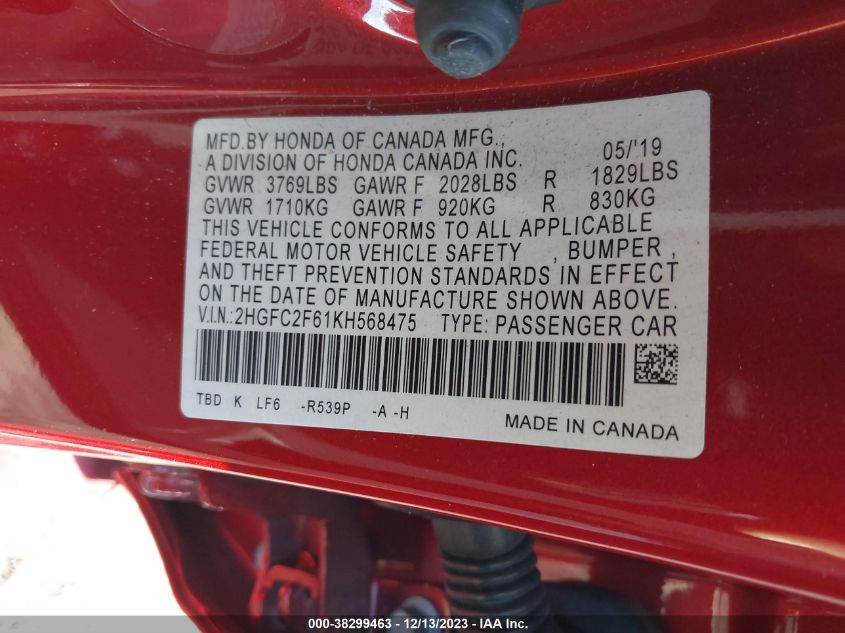 MFD.BY HONDA OF CANADA MFG.,
A DIVISION OF HONDA CANADA INC. 05/'19
GVWR 3769LBS GAWR F 2028LBS R 1829LBS
GVWR 1710KG GAWR F 920KG R 830KG
THIS VEHICLE CONFORMS TO ALL APPLICABLE
FEDERAL MOTOR VEHICLE SAFETY , BUMPER ,
AND THEFT PREVENTION STANDARDS IN EFFECT
ON THE DATE OF MANUFACTURE SHOWN ABOVE.
V.I.N.:2HGFC2F61KH568475 TYPE: PASSENGER CAR
TBD K LF6 -R539P -A -H
MADE IN CANADA
000-38299463 - 12/13/2023 - IAA Inc.